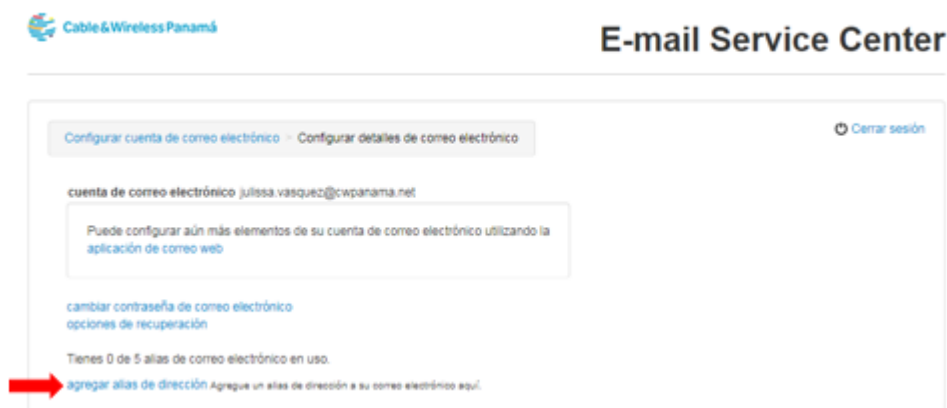 Cable&Wireless Panamá
E-mail Service Center
Configurar cuenta de correo electrónico > Configurar detalles de correo electrónico
Cerrar sesión
cuenta de correo electrónico julissa.vasquez@cwpanama.net
Puede configurar aún más elementos de su cuenta de correo electrónico utilizando la
aplicación de correo web
cambiar contraseña de correo electrónico
opciones de recuperación
Tienes 0 de 5 alias de correo electrónico en uso.
agregar alias de dirección Agregue un alias de dirección a su correo electrónico aquí.